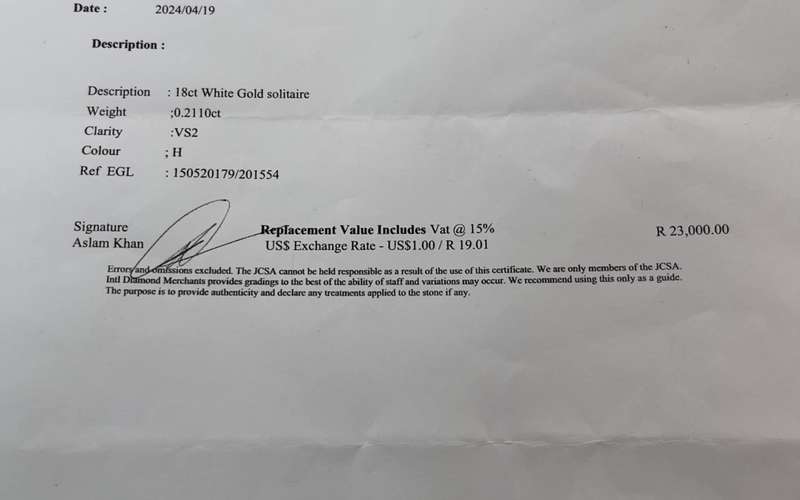 Date : 2024/04/19
Description :
Description : 18ct White Gold solitaire
Weight ;0.2110ct
Clarity :VS2
Colour ; H
Ref EGL : 150520179/201554
Signature Replacement Value Includes Vat @ 15% R 23,000.00
Aslam Khan US$ Exchange Rate - US$1.00 / R 19.01
Errors and omissions excluded. The JCSA cannot be held responsible as a result of the use of this certificate. We are only members of the JCSA.
Intl Diamond Merchants provides gradings to the best of the ability of staff and variations may occur. We recommend using this only as a guide.
The purpose is to provide authenticity and declare any treatments applied to the stone if any.